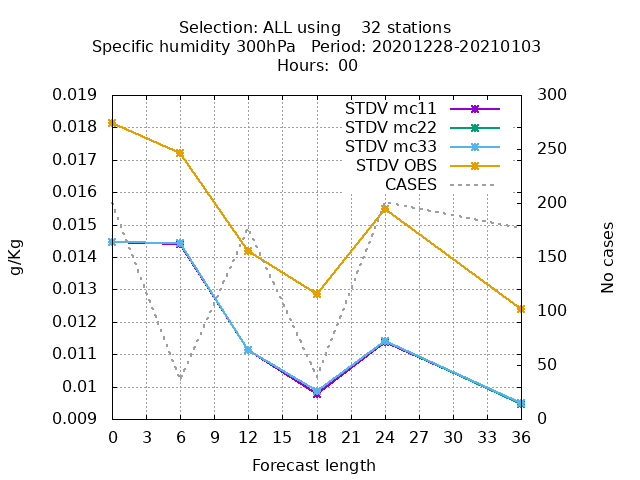 Selection: ALL using    32 stations
Specific humidity 300hPa   Period: 20201228-20210103
Hours: 00
0.019
0.018
0.017
0.016
0.015
0.014
0.013
0.012
0.011
0.01
0.009
g/Kg
STDV mc11
STDV mc22
STDV mc33
STDV OBS
CASES
300
250
200
150
100
50
0
No cases
0 3 6 9 12 15 18 21 24 27 30 33 36
Forecast length